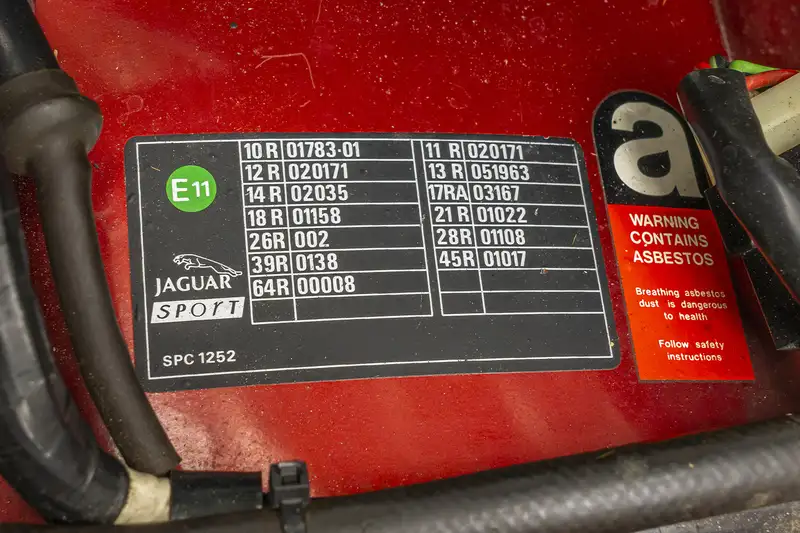 E11
JAGUAR
SPORT
10 R 01783·01
12 R 020171
14 R 02035
18 R 01158
26R 002
39R 0138
64R 00008
11 R 020171
13 R 051963
17RA 03167
21 R 01022
28R 01108
45R 01017
SPC 1252
a
WARNING
CONTAINS
ASBESTOS
Breathing asbestos
dust is dangerous
to health
Follow safety
instructions